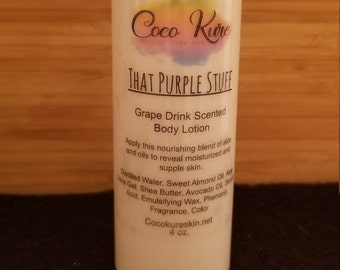 Coco Kure
THAT PURPLE STUFF
Grape Drink Scented
Body Lotion
Apply this nourishing blend of aloe
and oils to reveal moisturized and
supple skin.
Distilled Water, Sweet Almond Oil, Aloe
Vera Gel, Shea Butter, Avocado Oil,
Acid, Emulsifying Wax,
Fragrance, Color
Cocokureskin.net
4 oz.